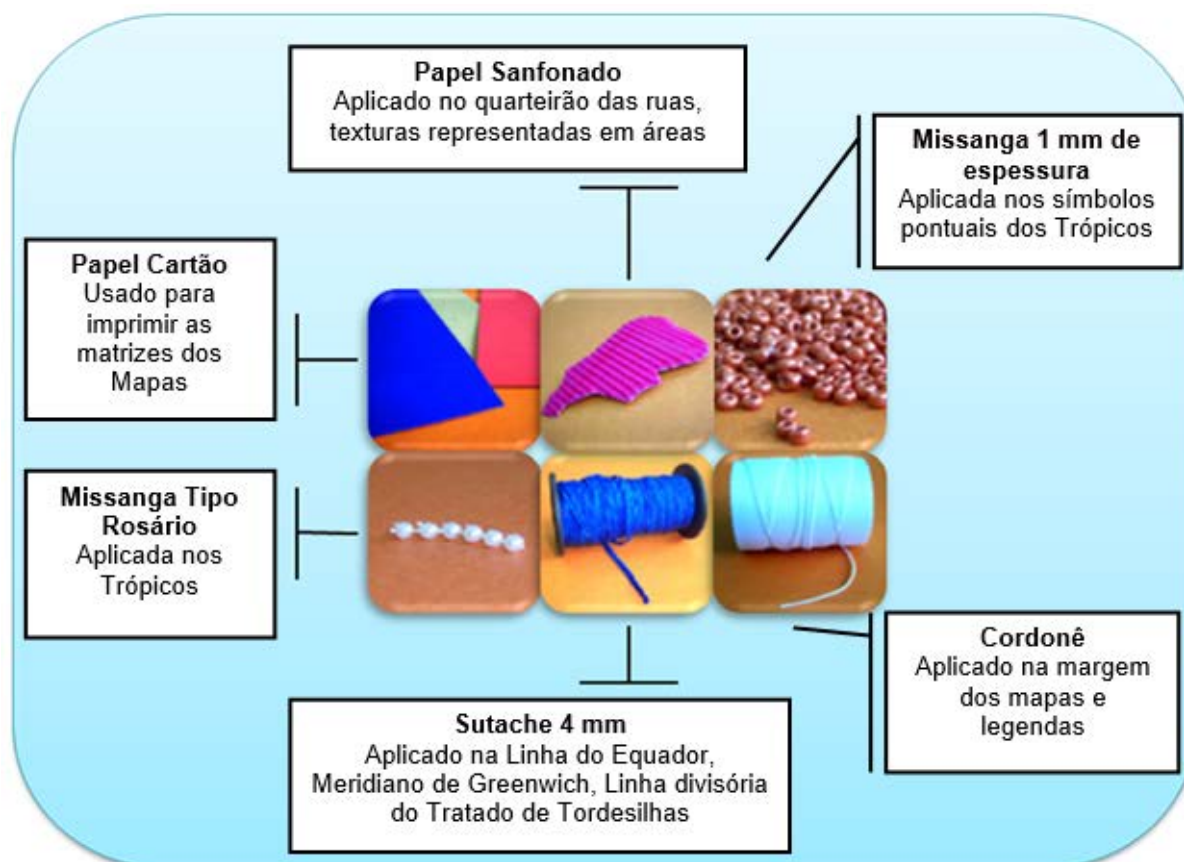 Papel Sanfonado
Aplicado no quarteirão das ruas,
texturas representadas em áreas
Missanga 1 mm de
espessura
Aplicada nos símbolos
pontuais dos Trópicos
Papel Cartão
Usado para
imprimir as
matrizes dos
Mapas
Missanga Tipo
Rosário
Aplicada nos
Trópicos
Cordonê
Aplicado na margem
dos mapas e
legendas
Sutache 4 mm
Aplicado na Linha do Equador,
Meridiano de Greenwich, Linha divisória
do Tratado de Tordesilhas